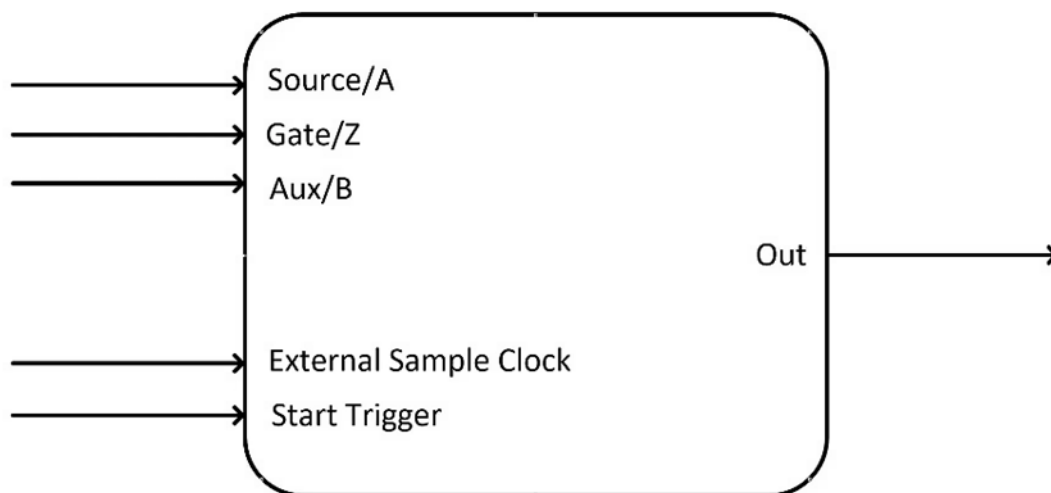 Source/A
Gate/Z
Aux/B
Out
External Sample Clock
Start Trigger